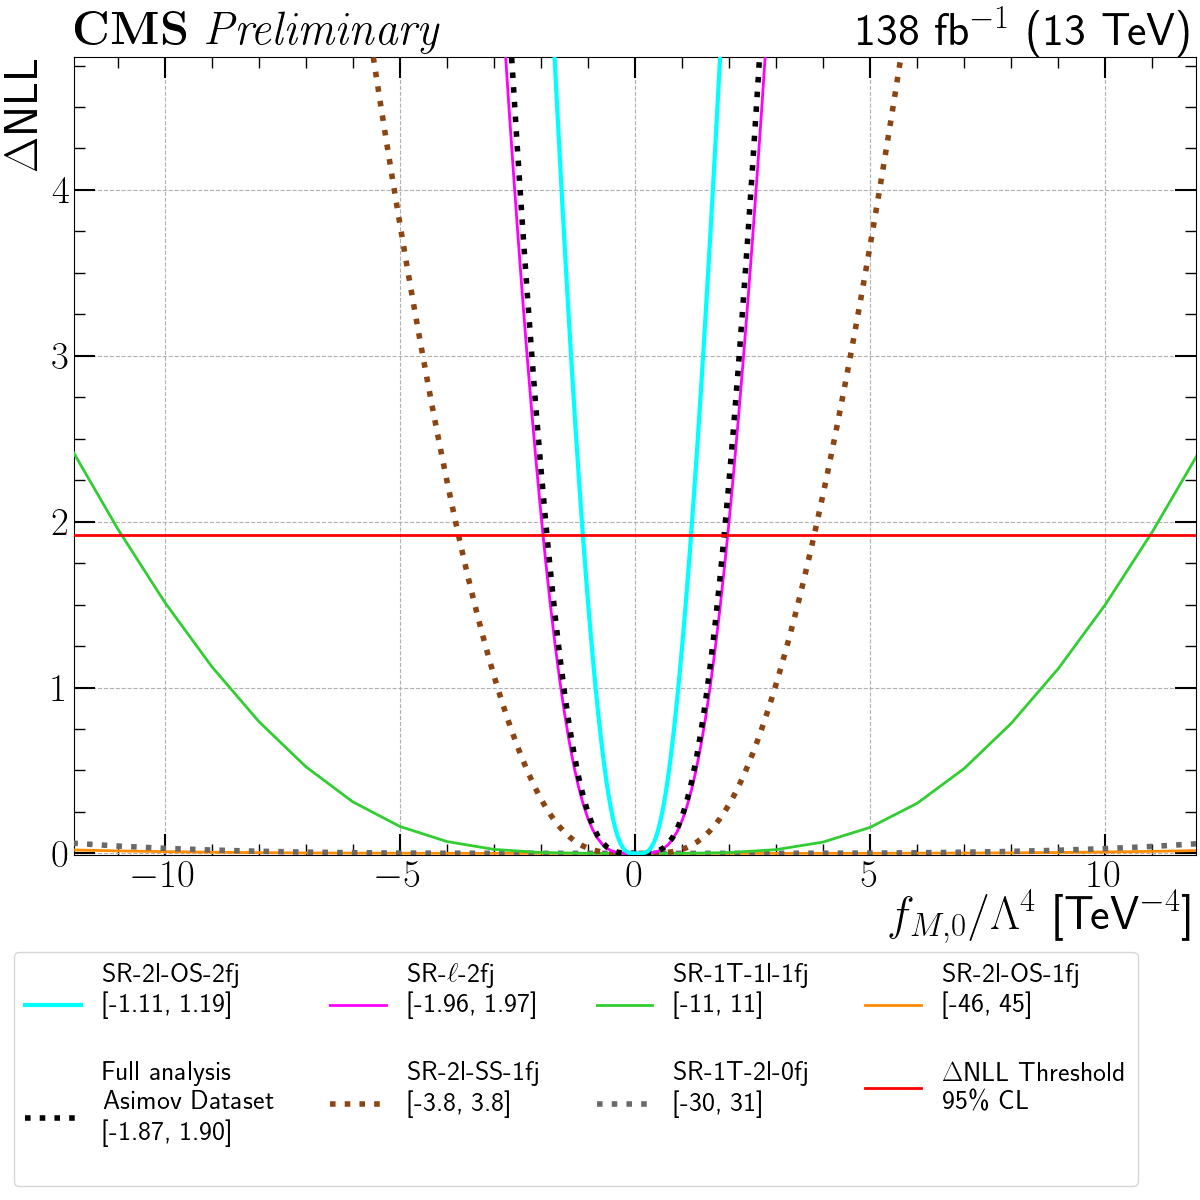 CMS Preliminary 138 fb⁻¹ (13 TeV)
ΔNLL
4
3
2
1
0
−10 −5 0 5 10
f_{M,0}/Λ⁴ [TeV⁻⁴]
SR-2l-OS-2fj
[-1.11, 1.19]
Full analysis
Asimov Dataset
[-1.87, 1.90]
SR-ℓ-2fj
[-1.96, 1.97]
SR-2l-SS-1fj
[-3.8, 3.8]
SR-1T-1l-1fj
[-11, 11]
SR-1T-2l-0fj
[-30, 31]
SR-2l-OS-1fj
[-46, 45]
ΔNLL Threshold
95% CL